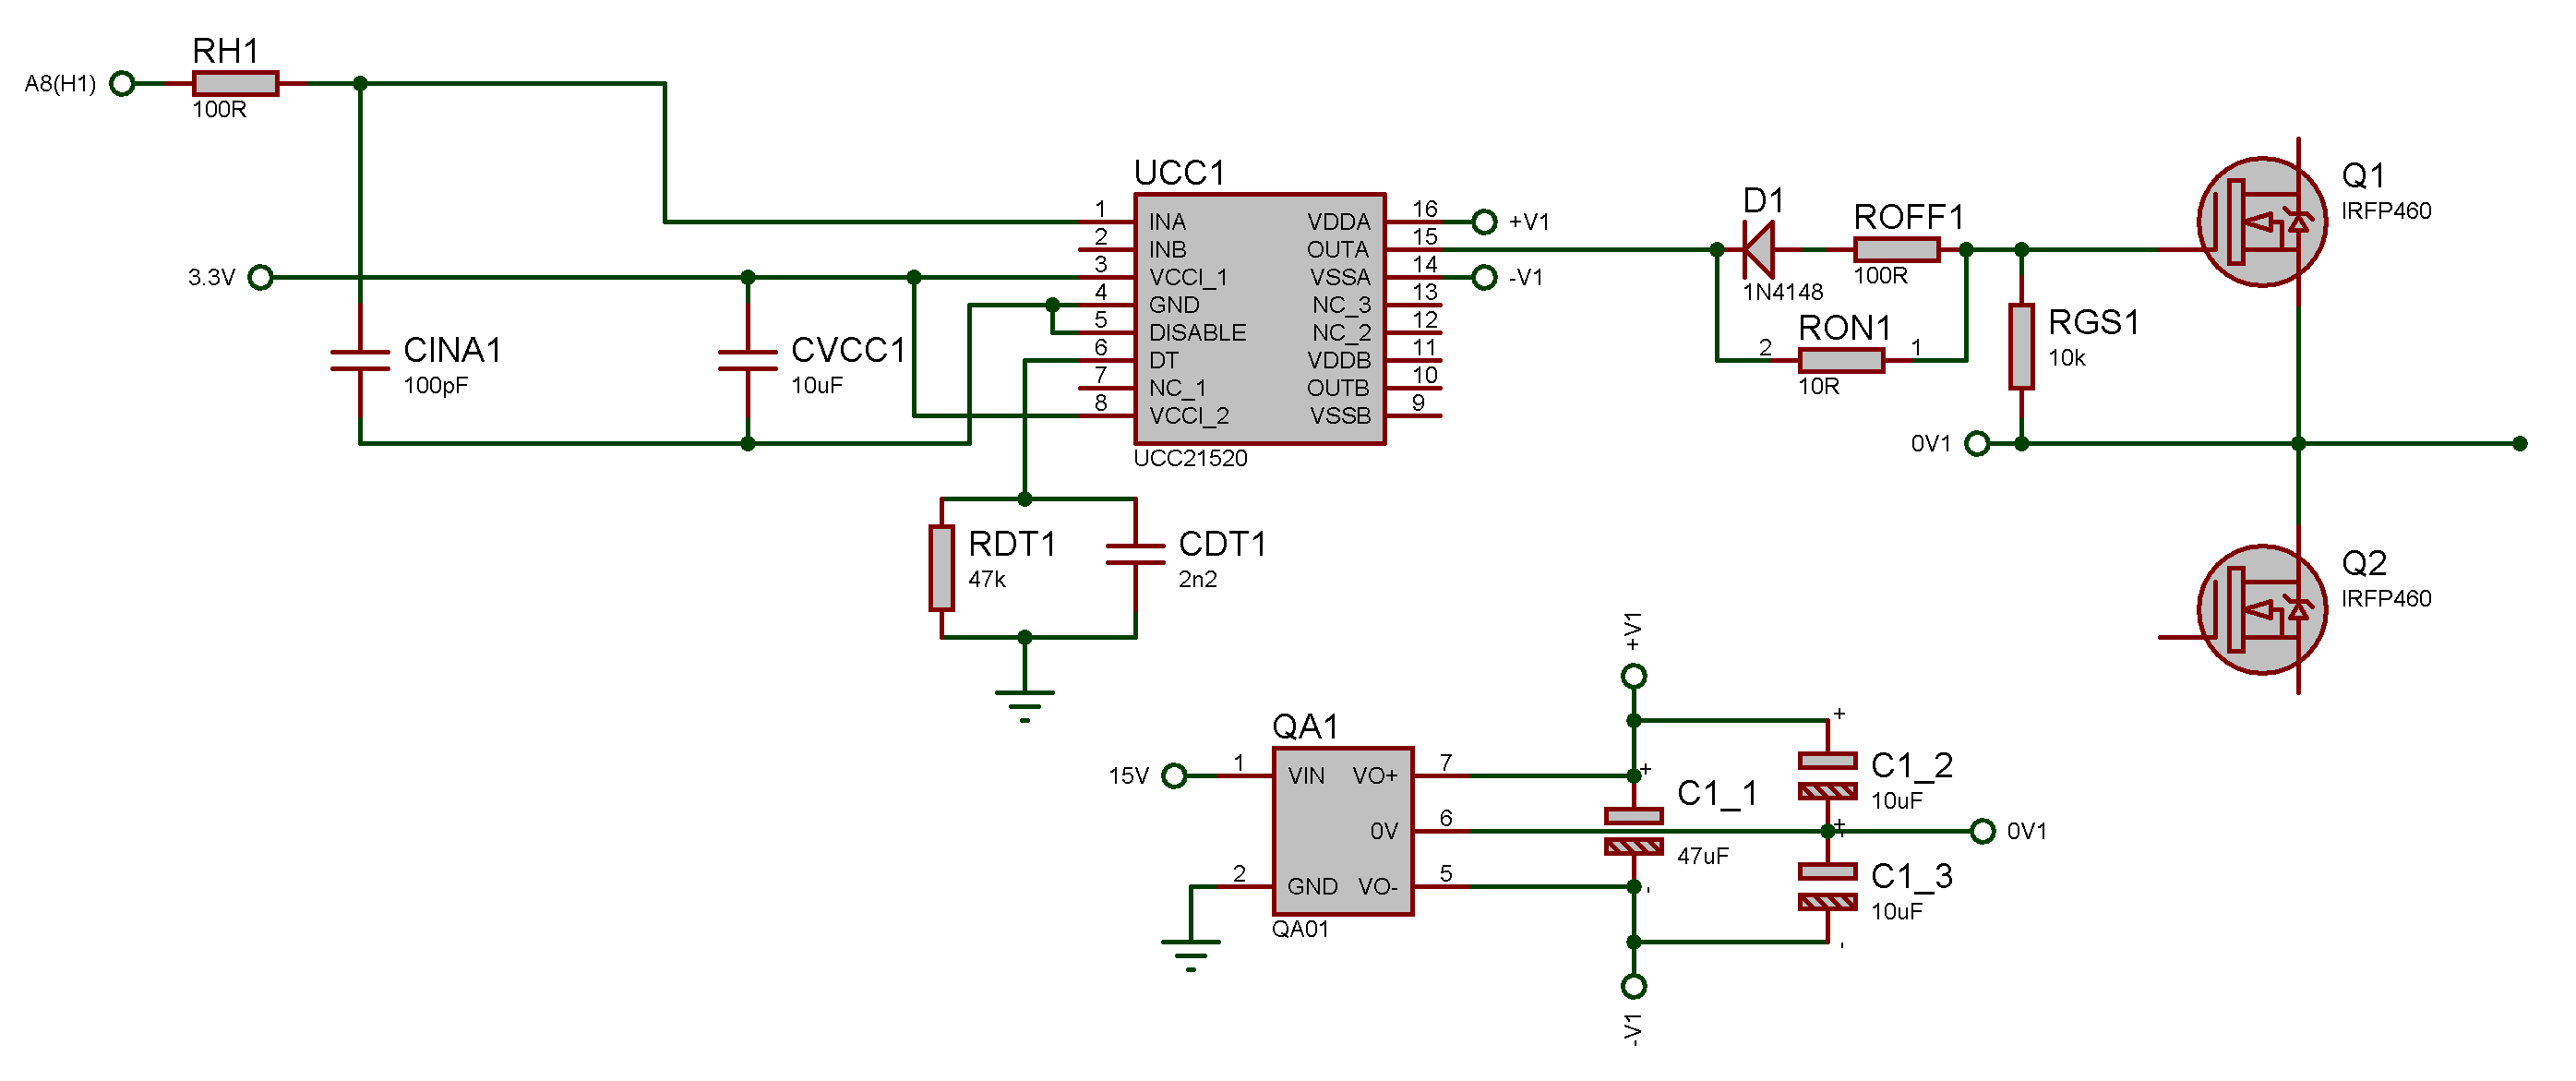 RH1
A8(H1)
100R
UCC1
D1
Q1
IRFP460
ROFF1
1 INA VDDA 16 +V1
2 INB OUTA 15
3.3V
3 VCCI_1 VSSA 14 -V1
100R
1N4148
4 GND NC_3 13
5 DISABLE NC_2 12
RON1
RGS1
CINA1
CVCC1
6 DT VDDB 11
2 1
10k
100pF
10uF
7 NC_1 OUTB 10
10R
8 VCCI_2 VSSB 9
0V1
UCC21520
RDT1
CDT1
47k
2n2
Q2
IRFP460
+V1
QA1
+
15V
1 VIN VO+ 7
+
C1_1
C1_2
10uF
0V 6
+
0V1
47uF
2 GND VO- 5
-
C1_3
10uF
QA01
-
-V1